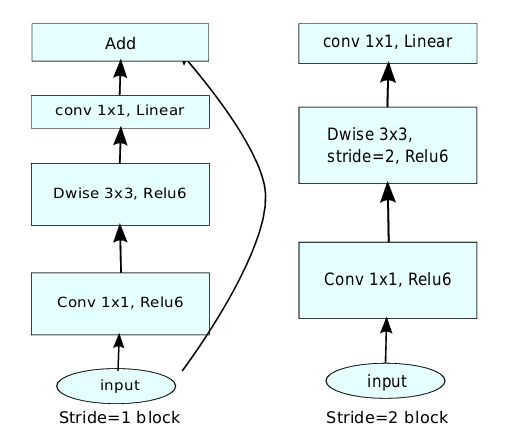 Add
conv 1x1, Linear
Dwise 3x3, Relu6
Conv 1x1, Relu6
input
Stride=1 block
conv 1x1, Linear
Dwise 3x3,
stride=2, Relu6
Conv 1x1, Relu6
input
Stride=2 block